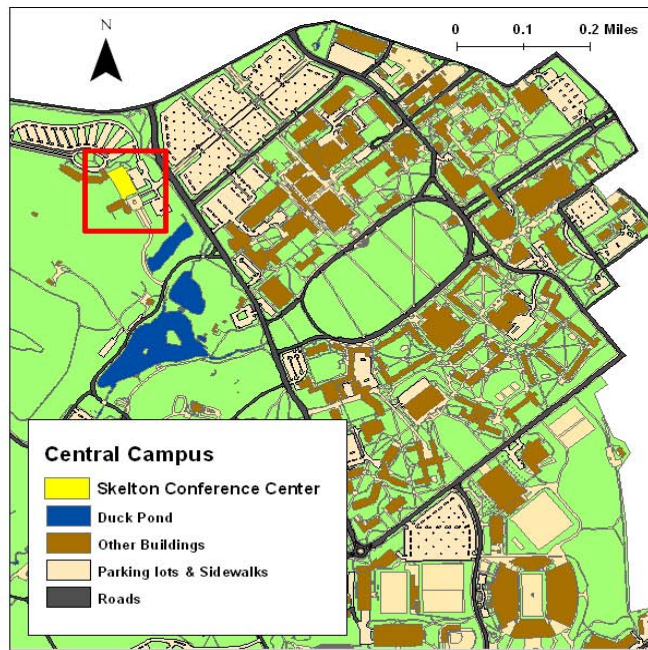 N
0 0.1 0.2 Miles
Central Campus
Skelton Conference Center
Duck Pond
Other Buildings
Parking lots & Sidewalks
Roads